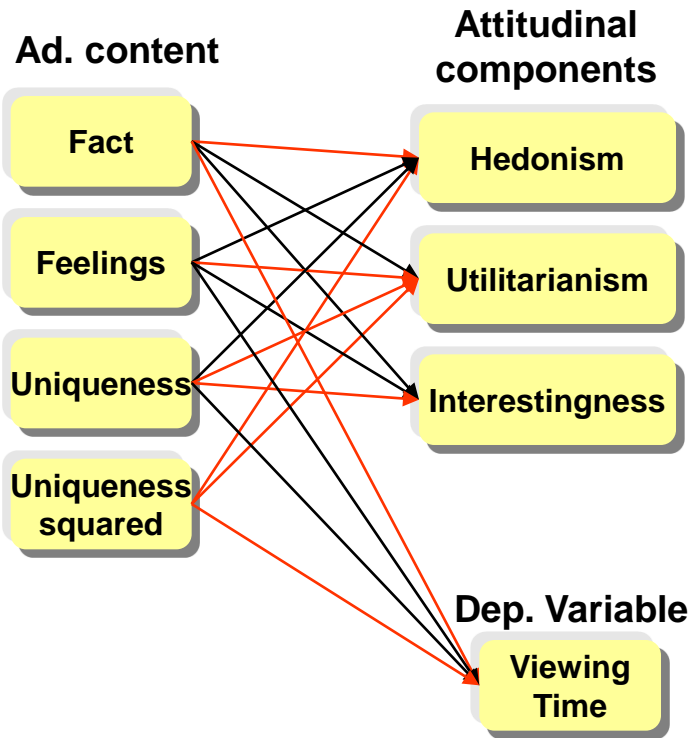 Ad. content
Fact
Feelings
Uniqueness
Uniqueness
squared
Attitudinal
components
Hedonism
Utilitarianism
Interestingness
Dep. Variable
Viewing
Time